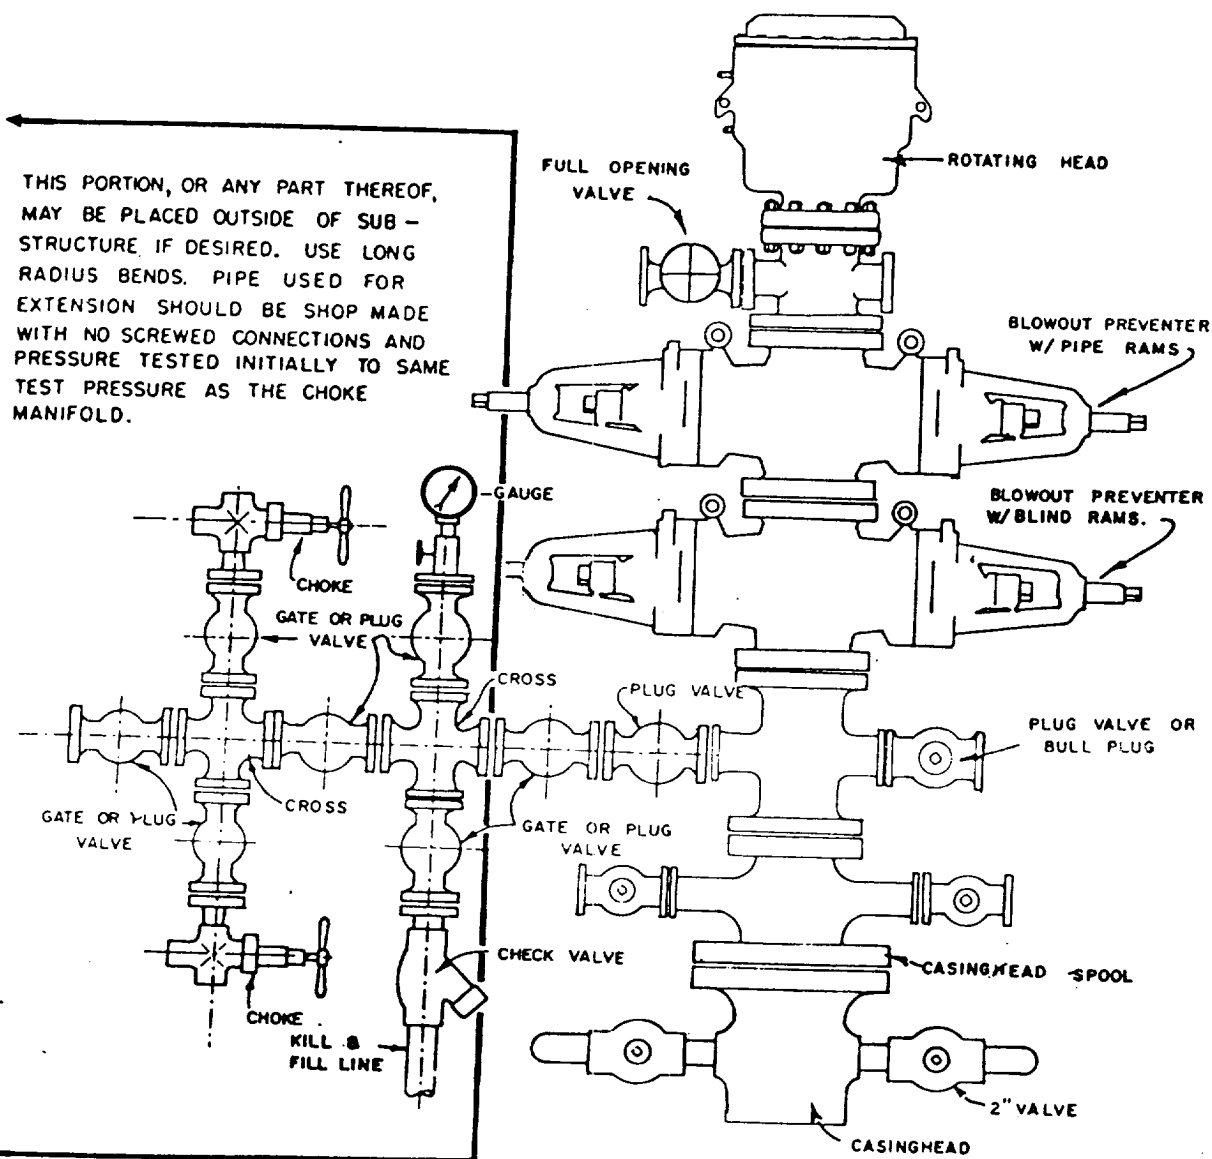 THIS PORTION, OR ANY PART THEREOF,
MAY BE PLACED OUTSIDE OF SUB-
STRUCTURE IF DESIRED. USE LONG
RADIUS BENDS. PIPE USED FOR
EXTENSION SHOULD BE SHOP MADE
WITH NO SCREWED CONNECTIONS AND
PRESSURE TESTED INITIALLY TO SAME
TEST PRESSURE AS THE CHOKE
MANIFOLD.
FULL OPENING
VALVE
ROTATING HEAD
BLOWOUT PREVENTER
W/ PIPE RAMS
BLOWOUT PREVENTER
W/ BLIND RAMS.
GAUGE
CHOKE
GATE OR PLUG
VALVE
CROSS
PLUG VALVE
PLUG VALVE OR
BULL PLUG
CROSS
GATE OR PLUG
VALVE
GATE OR PLUG
VALVE
CHECK VALVE
CASINGHEAD SPOOL
CHOKE
KILL &
FILL LINE
2" VALVE
CASINGHEAD